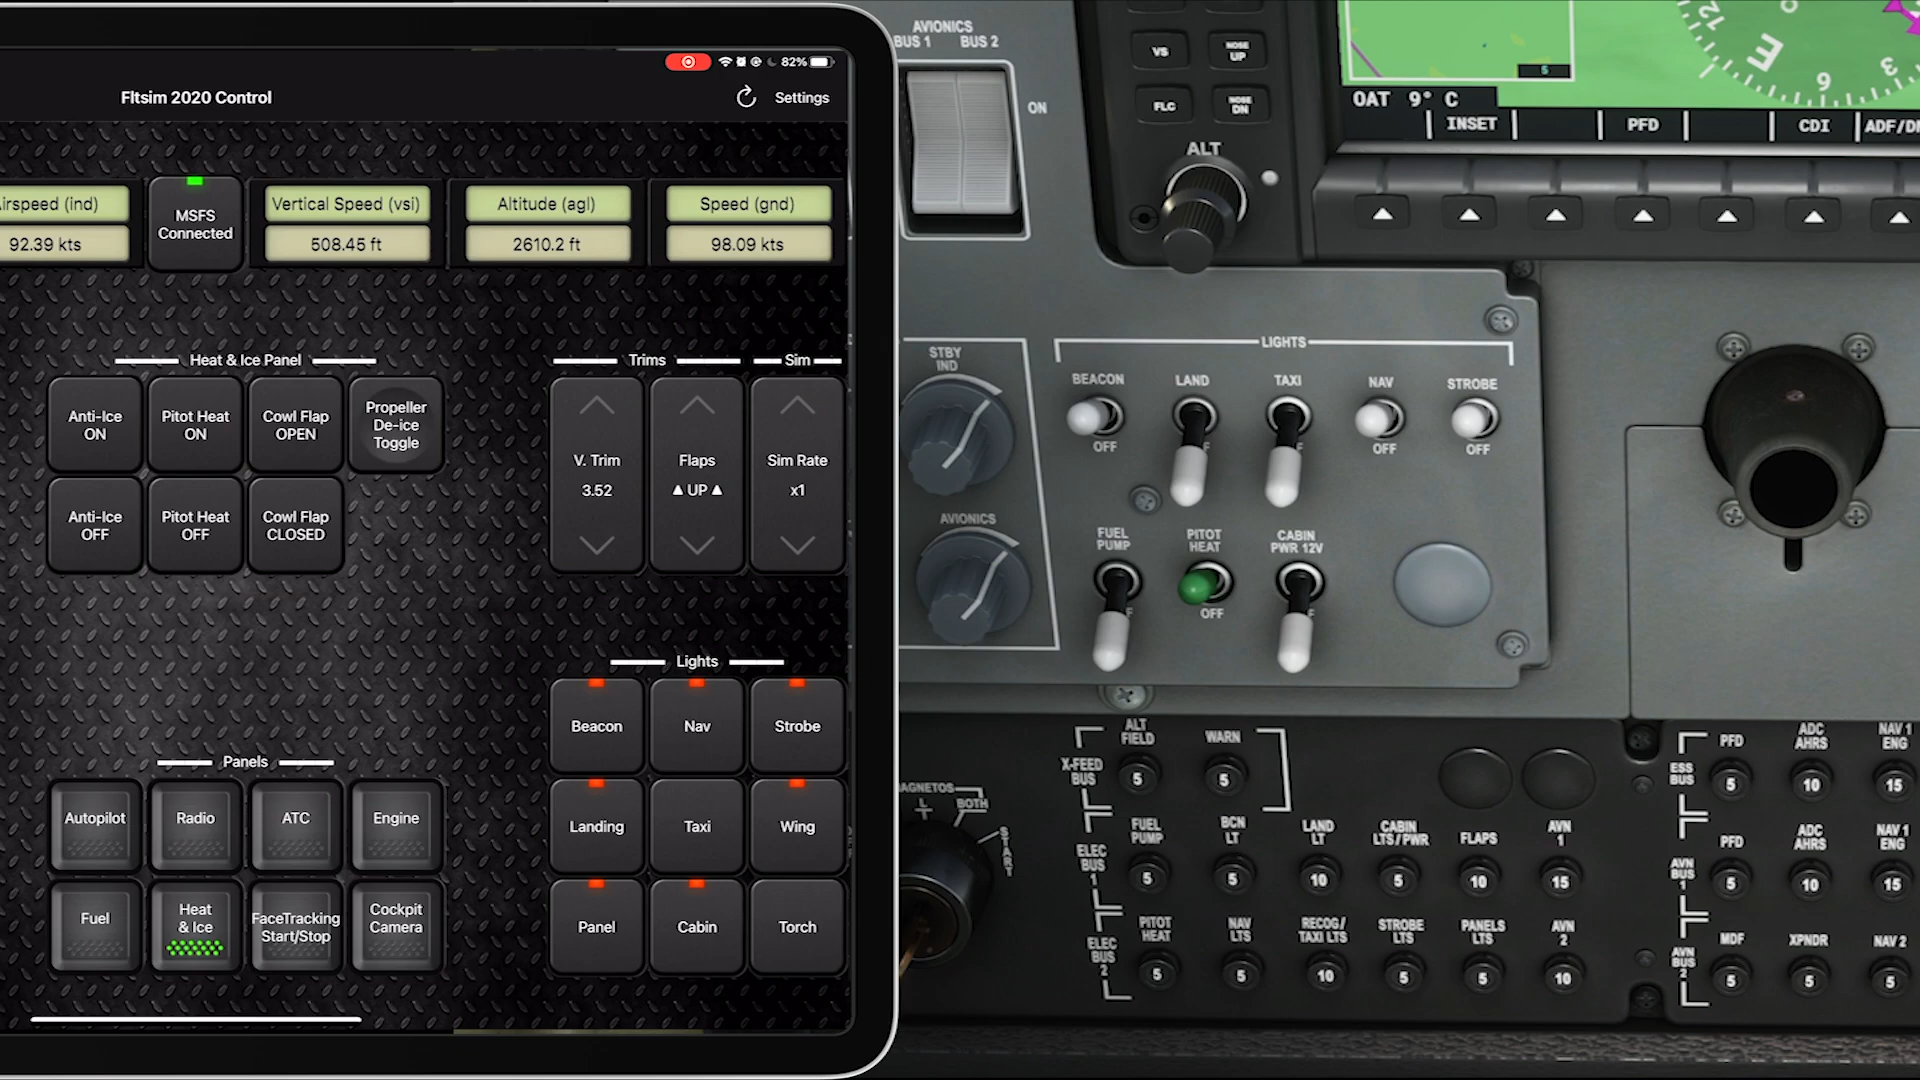 82%
Fltsim 2020 Control
Settings
irspeed (ind)
92.39 kts
MSFS
Connected
Vertical Speed (vsi)
508.45 ft
Altitude (agl)
2610.2 ft
Speed (gnd)
98.09 kts
Heat & Ice Panel
Anti-Ice
ON
Pitot Heat
ON
Cowl Flap
OPEN
Propeller
De-ice
Toggle
Anti-Ice
OFF
Pitot Heat
OFF
Cowl Flap
CLOSED
Trims
V. Trim
3.52
Flaps
▲ UP ▲
Sim
Sim Rate
x1
Lights
Beacon
Nav
Strobe
Landing
Taxi
Wing
Panel
Cabin
Torch
Panels
Autopilot
Radio
ATC
Engine
Fuel
Heat
& Ice
FaceTracking
Start/Stop
Cockpit
Camera
AVIONICS
BUS 1 BUS 2
ON
VS
NOSE
UP
FLC
NOSE
DN
ALT
5
12
E
6
3
OAT 9° C
INSET
PFD
CDI
ADF/DM
STBY
IND
AVIONICS
LIGHTS
BEACON
OFF
LAND
F
TAXI
F
NAV
OFF
STROBE
OFF
FUEL
PUMP
F
PITOT
HEAT
OFF
CABIN
PWR 12V
F
AGNETOS
L
BOTH
START
X-FEED
BUS
ALT
FIELD
5
WARN
5
ELEC
BUS
1
FUEL
PUMP
5
BCN
LT
5
LAND
LT
10
CABIN
LTS/PWR
5
FLAPS
10
AVN
1
15
ELEC
BUS
2
PITOT
HEAT
5
NAV
LTS
5
RECOG/
TAXI LTS
10
STROBE
LTS
5
PANELS
LTS
5
AVN
2
10
ESS
BUS
PFD
5
ADC
AHRS
10
NAV 1
ENG
15
AVN
BUS
1
PFD
5
ADC
AHRS
10
NAV 1
ENG
15
AVN
BUS
2
MDF
5
XPNDR
5
NAV 2
5